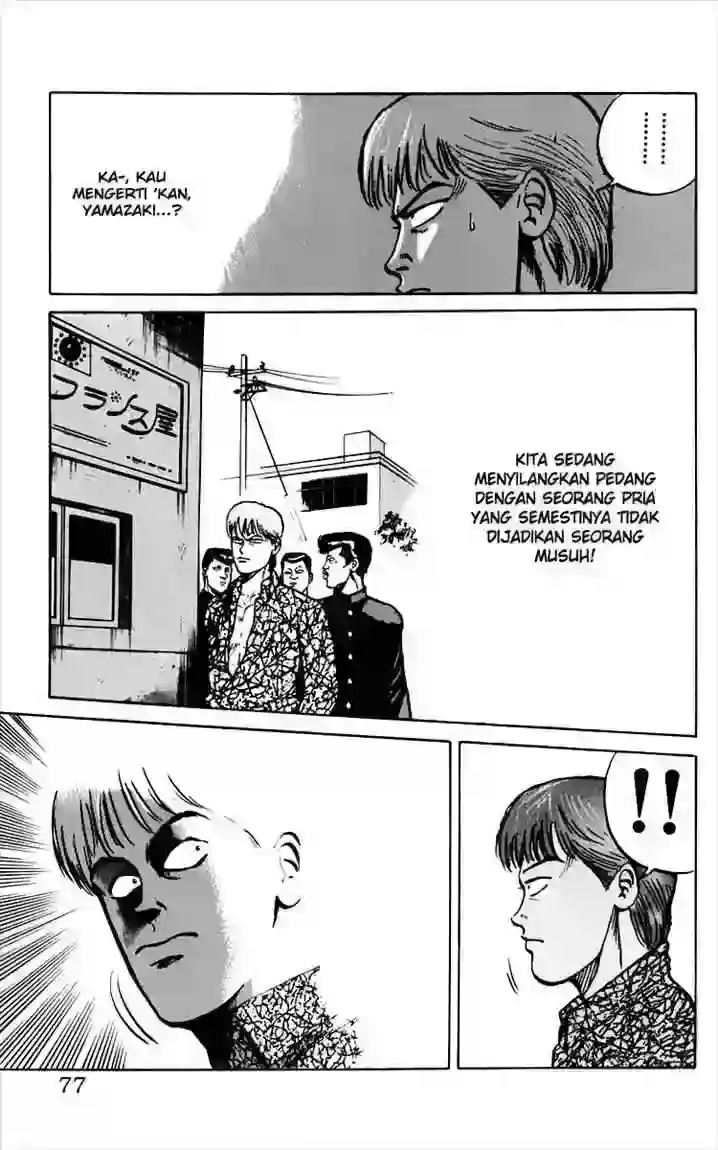 ......
......
KA-, KAU
MENGERTI 'KAN,
YAMAZAKI...?
フランス屋
KITA SEDANG
MENYILANGKAN PEDANG
DENGAN SEORANG PRIA
YANG SEMESTINYA TIDAK
DIJADIKAN SEORANG
MUSUH!
!!
77